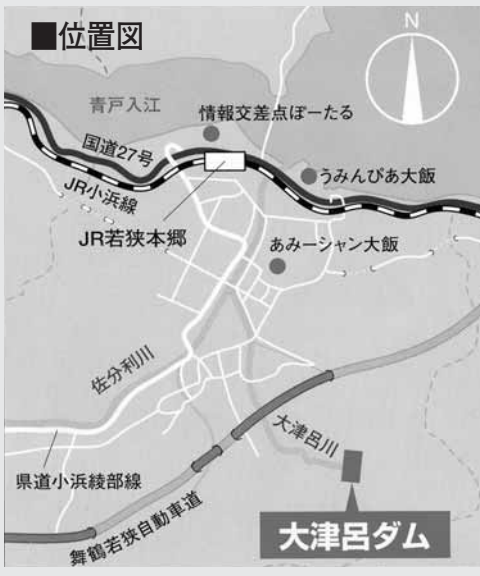 ■位置図
N
青戸入江
情報交差点ぽーたる
国道27号
うみんぴあ大飯
JR小浜線
JR若狭本郷
あみーシャン大飯
佐分利川
大津呂川
県道小浜綾部線
舞鶴若狭自動車道
大津呂ダム